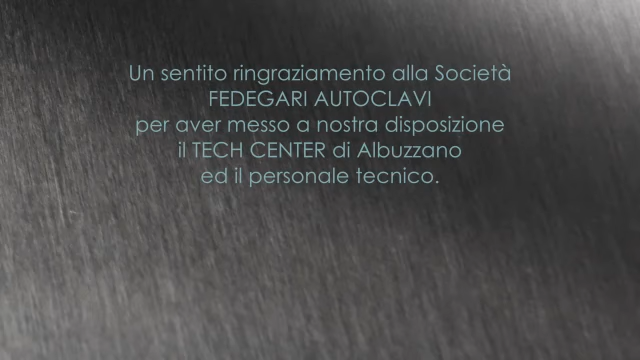 Un sentito ringraziamento alla Società
FEDEGARI AUTOCLAVI
per aver messo a nostra disposizione
il TECH CENTER di Albuzzano
ed il personale tecnico.